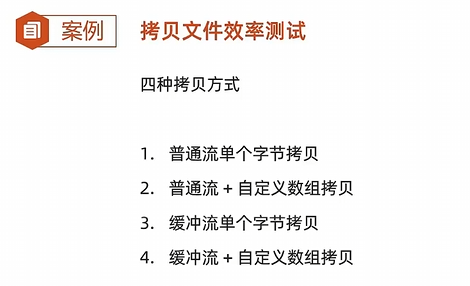 案例 拷贝文件效率测试
四种拷贝方式
1. 普通流单个字节拷贝
2. 普通流 + 自定义数组拷贝
3. 缓冲流单个字节拷贝
4. 缓冲流 + 自定义数组拷贝